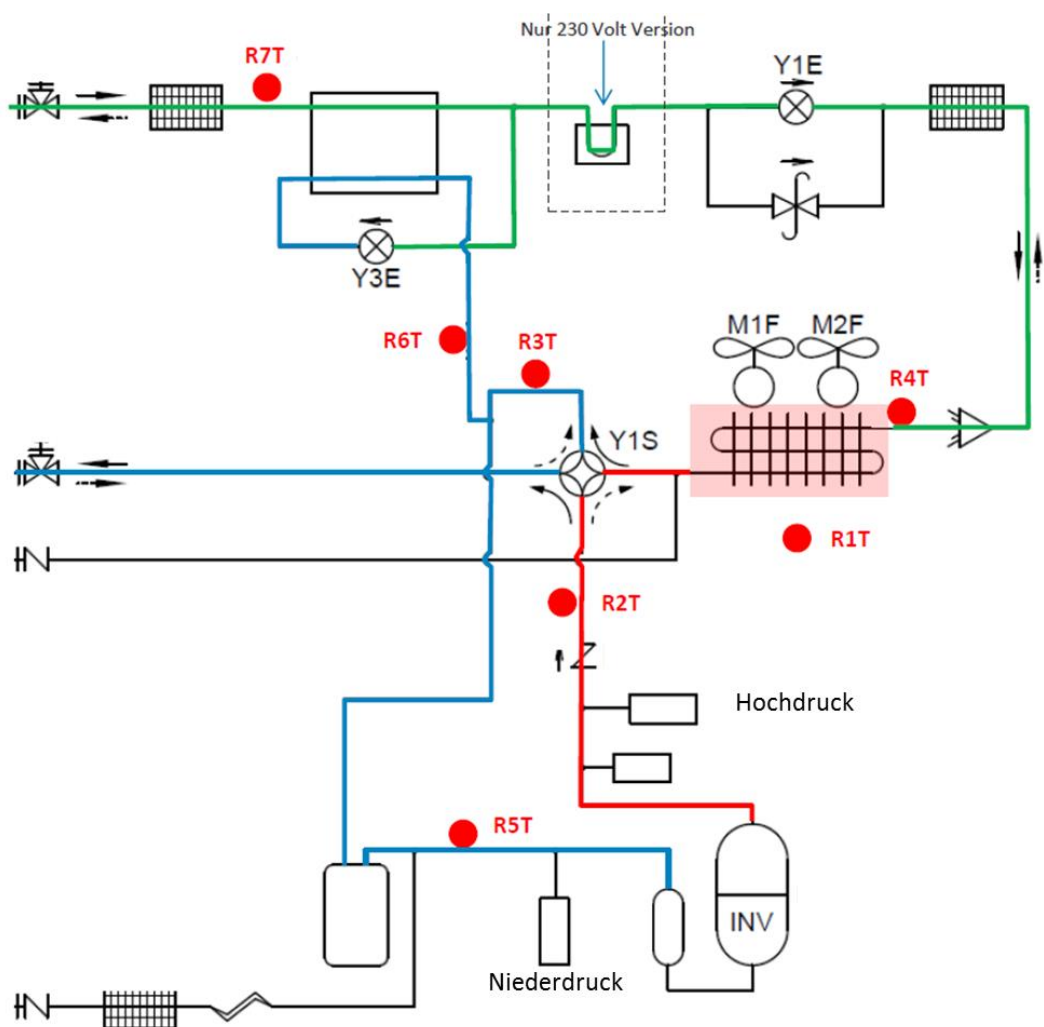 Nur 230 Volt Version
R7T
Y1E
Y3E
R6T
R3T
M1F
M2F
R4T
Y1S
R1T
R2T
Hochdruck
R5T
INV
Niederdruck